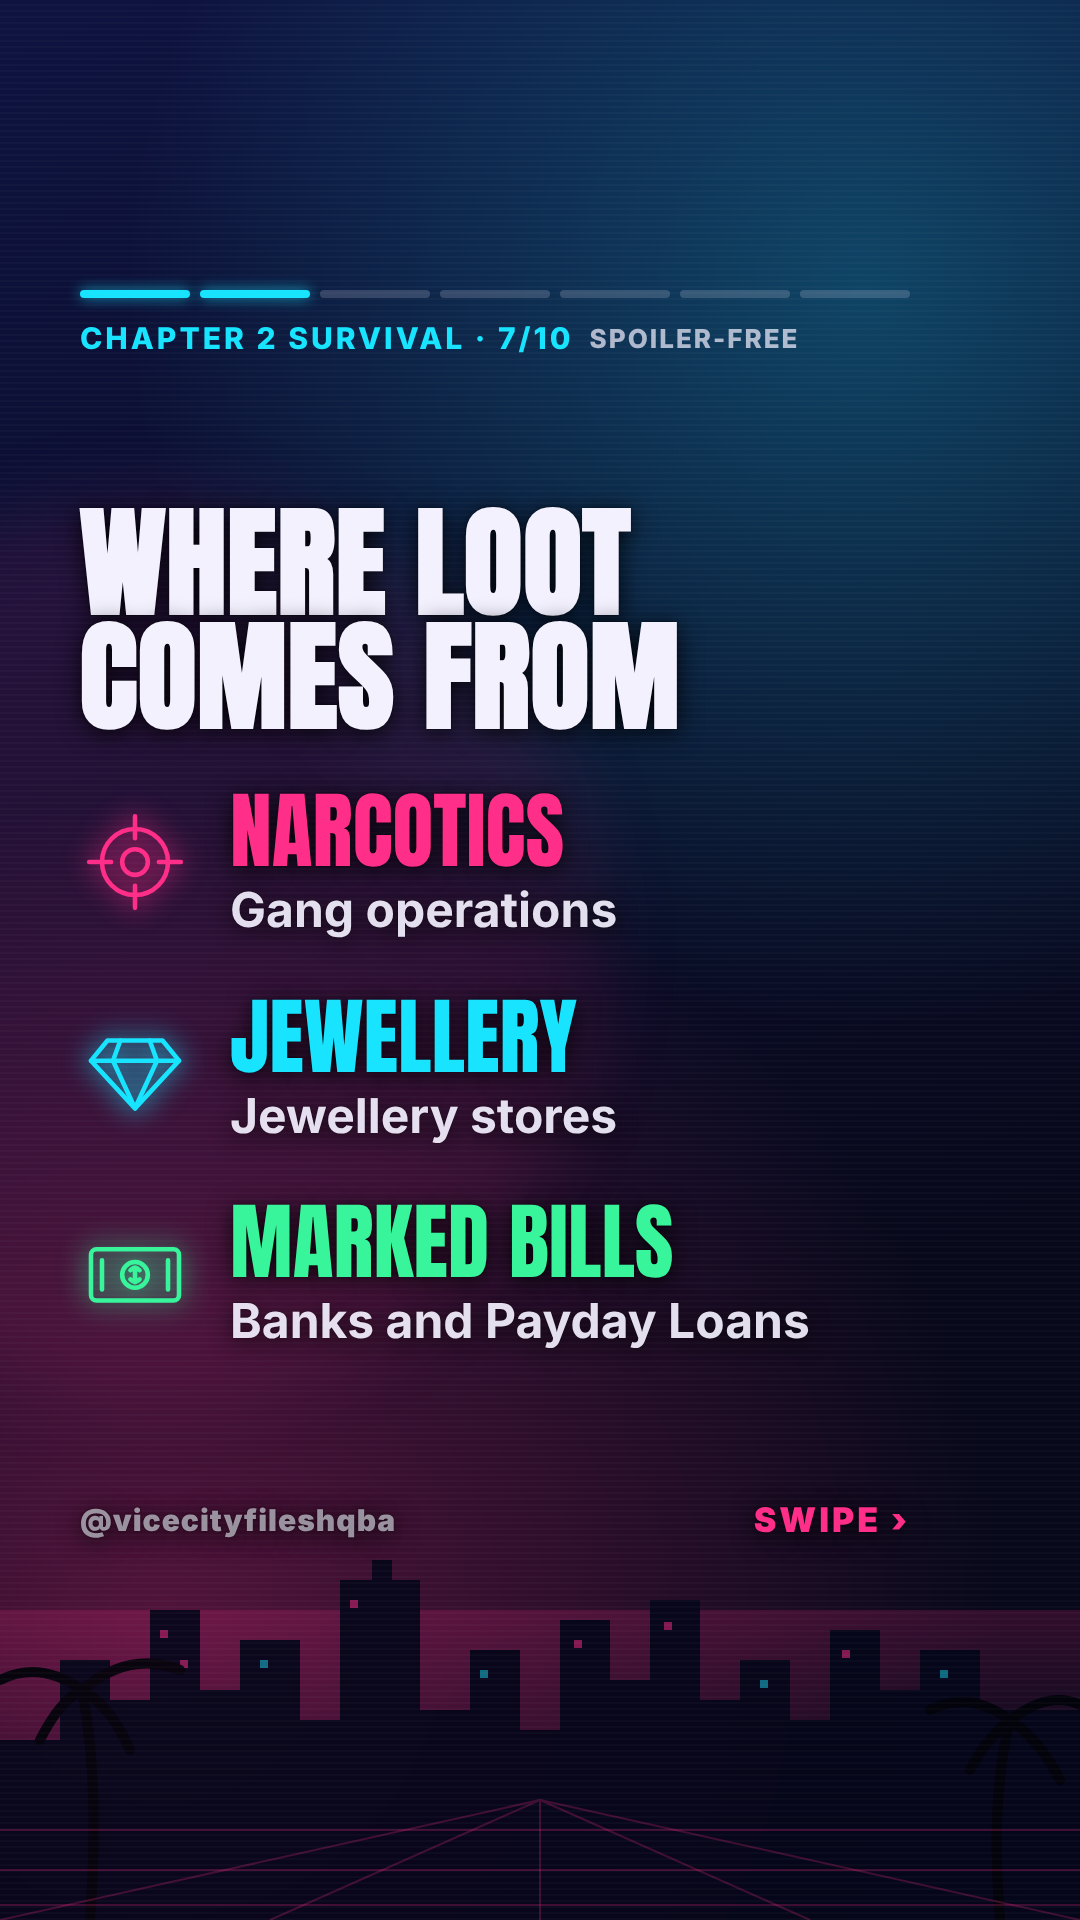 CHAPTER 2 SURVIVAL · 7/10 SPOILER-FREE
WHERE LOOT
COMES FROM
NARCOTICS
Gang operations
JEWELLERY
Jewellery stores
MARKED BILLS
Banks and Payday Loans
@vicecityfileshqba
SWIPE ›